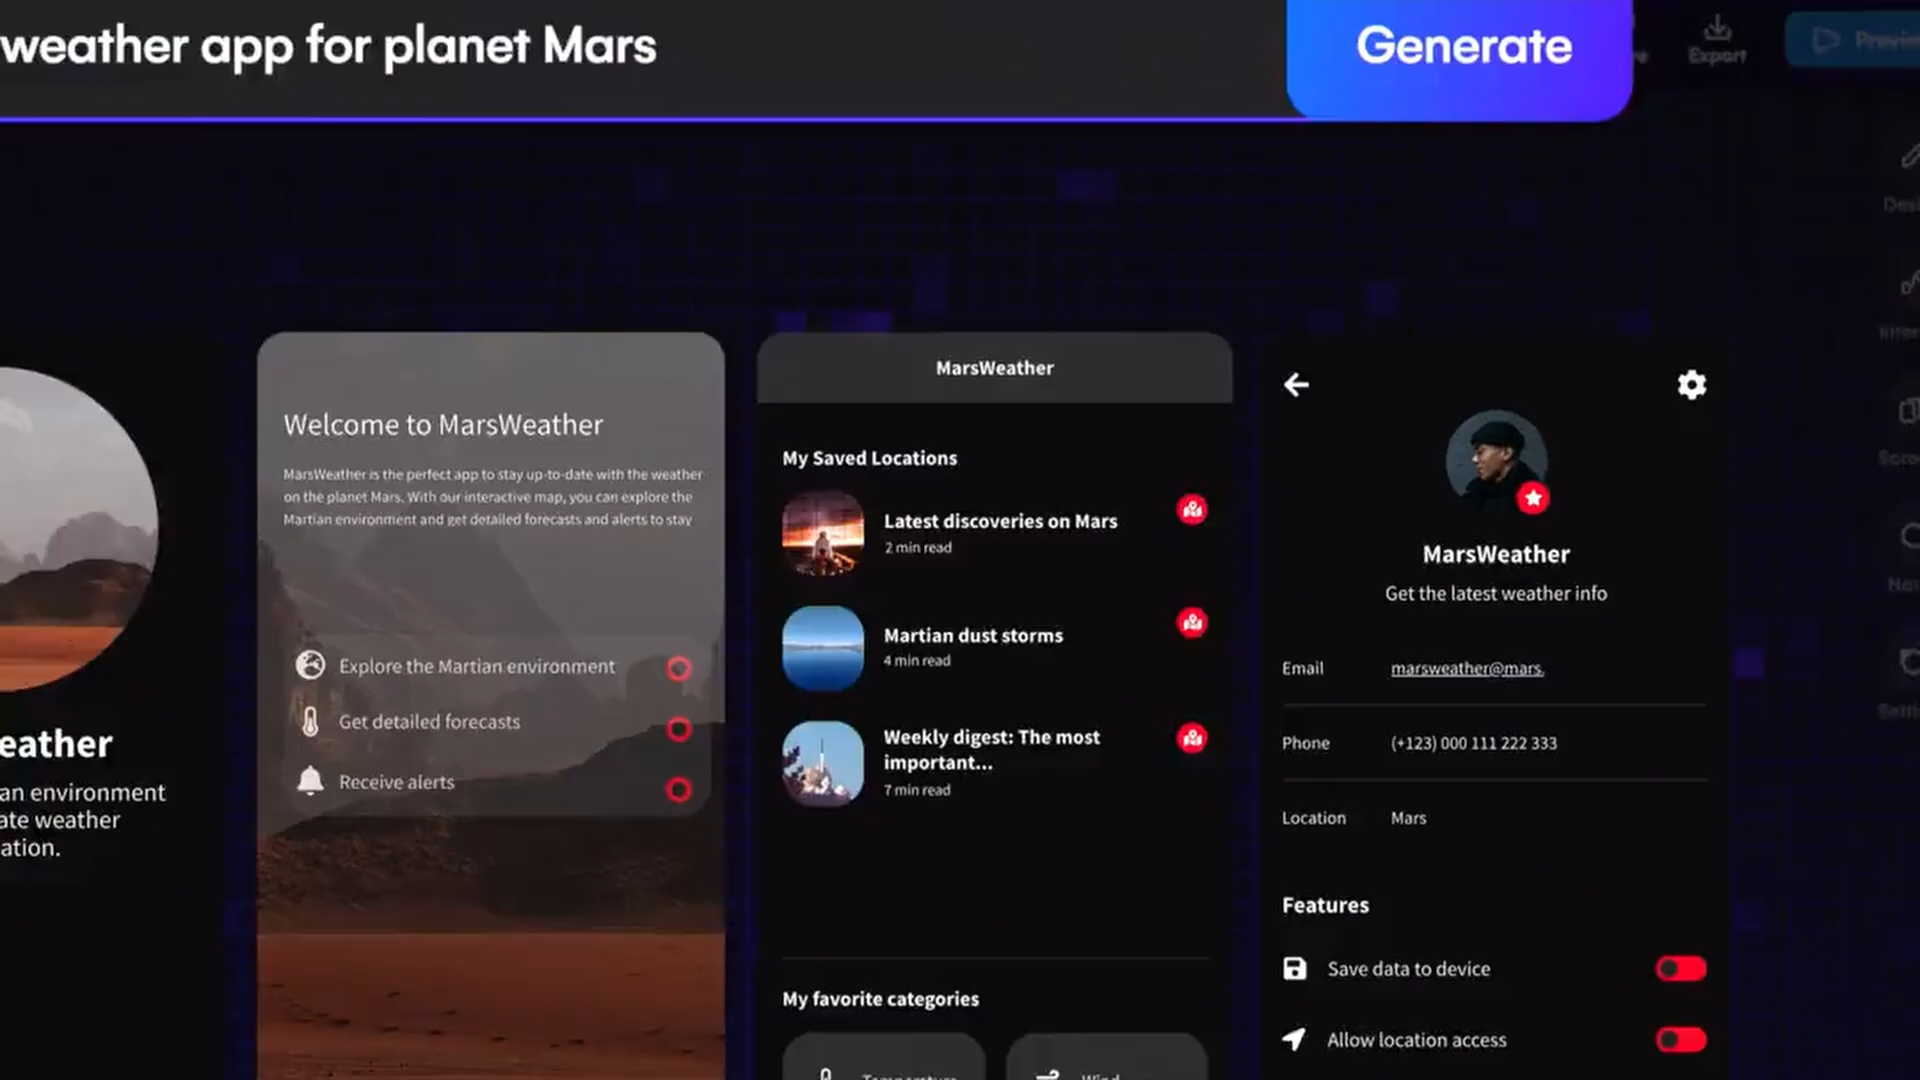 weather app for planet Mars
Generate
Export
MarsWeather
Welcome to MarsWeather
MarsWeather is the perfect app to stay up-to-date with the weather
on the planet Mars. With our interactive map, you can explore the
Martian environment and get detailed forecasts and alerts to stay
Explore the Martian environment
Get detailed forecasts
Receive alerts
eather
an environment
ate weather
ation.
My Saved Locations
Latest discoveries on Mars
2 min read
Martian dust storms
4 min read
Weekly digest: The most
important...
7 min read
My favorite categories
Temperature
Wind
MarsWeather
Get the latest weather info
Email
marsweather@mars.
Phone
(+123) 000 111 222 333
Location
Mars
Features
Save data to device
Allow location access